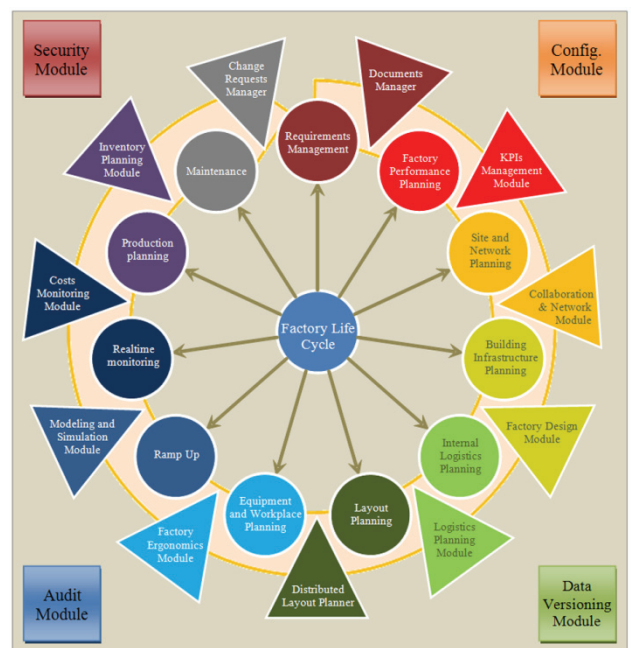 Security
Module
Config.
Module
Change
Requests
Manager
Documents
Manager
Requirements
Management
Inventory
Planning
Module
Maintenance
Factory
Performance
Planning
KPIs
Management
Module
Production
planning
Site and
Network
Planning
Costs
Monitoring
Module
Collaboration
& Network
Module
Factory Life
Cycle
Realtime
monitoring
Building
Infrastructure
Planning
Modeling and
Simulation
Module
Ramp Up
Internal
Logistics
Planning
Factory Design
Module
Equipment
and Workplace
Planning
Layout
Planning
Factory
Ergonomics
Module
Logistics
Planning
Module
Distributed
Layout Planner
Audit
Module
Data
Versioning
Module